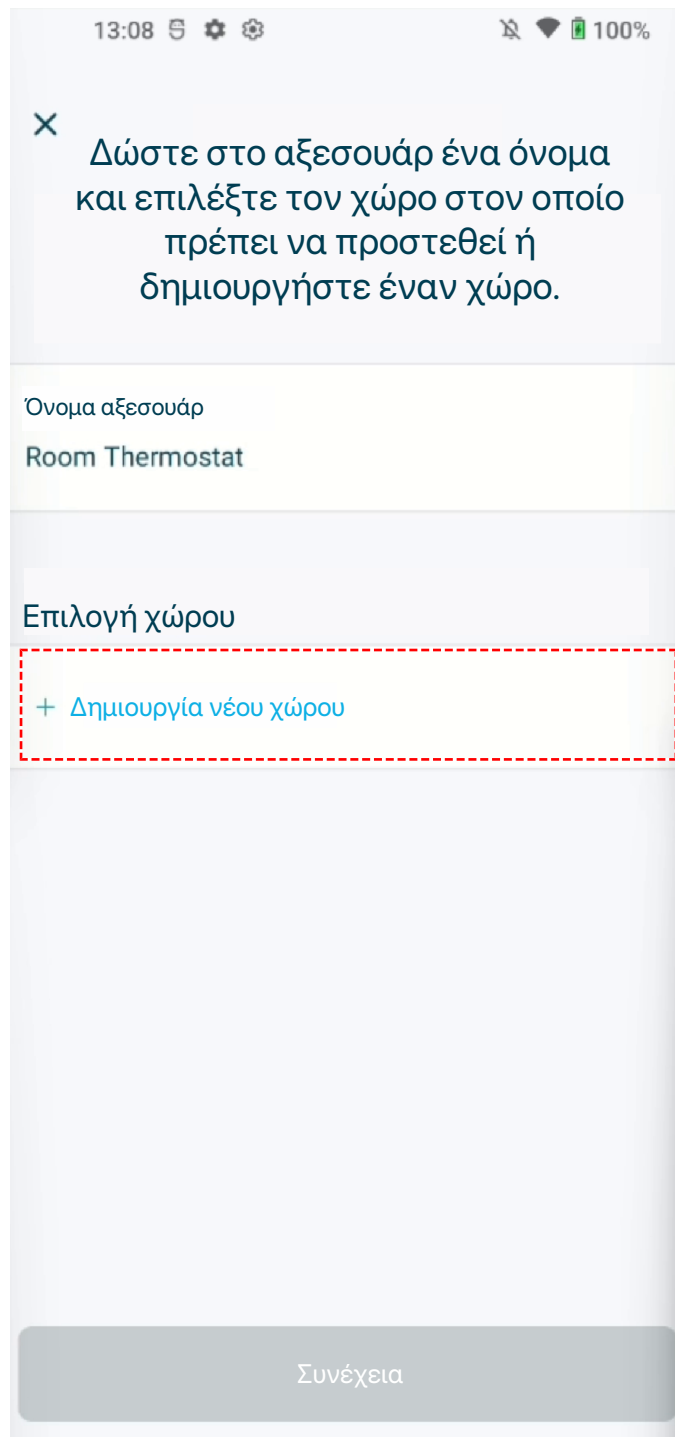 13:08 100%
Δώστε στο αξεσουάρ ένα όνομα
και επιλέξτε τον χώρο στον οποίο
πρέπει να προστεθεί ή
δημιουργήστε έναν χώρο.
Όνομα αξεσουάρ
Room Thermostat
Επιλογή χώρου
+ Δημιουργία νέου χώρου
Συνέχεια